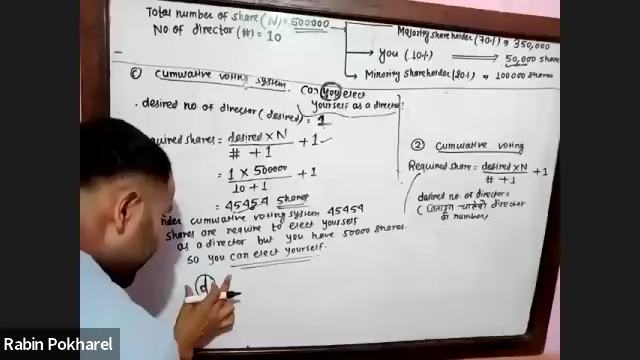 Total number of share (N) = 500000
No of director (#) = 10
Majority shareholder (70%) = 350,000
you (10%) ⟹ 50,000 share
Minority shareholder (20%) = 100000 shares
(c) Cumulative voting system. Can you elect
yourself as a director?
desired no of director (desired) = 1
required shares = desired × N / # + 1 + 1
= 1 × 500000 / 10 + 1 + 1
= 45454 Shares
cumulative voting system 45454
shares are require to elect yourself
as a director but you have 50000 shares.
so you can elect yourself.
(d
(2) Cumulative voting
Required share = desired × N / # + 1 + 1
desired no of director =
director
number)
Rabin Pokharel